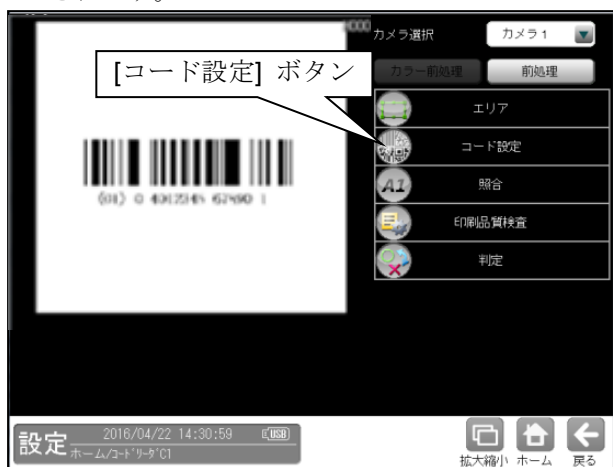 カメラ選択
カメラ1
[コード設定] ボタン
カラー前処理
前処理
エリア
コード設定
照合
印刷品質検査
判定
設定
2016/04/22 14:30:59
USB
ホーム/コードリーダC1
拡大縮小
ホーム
戻る